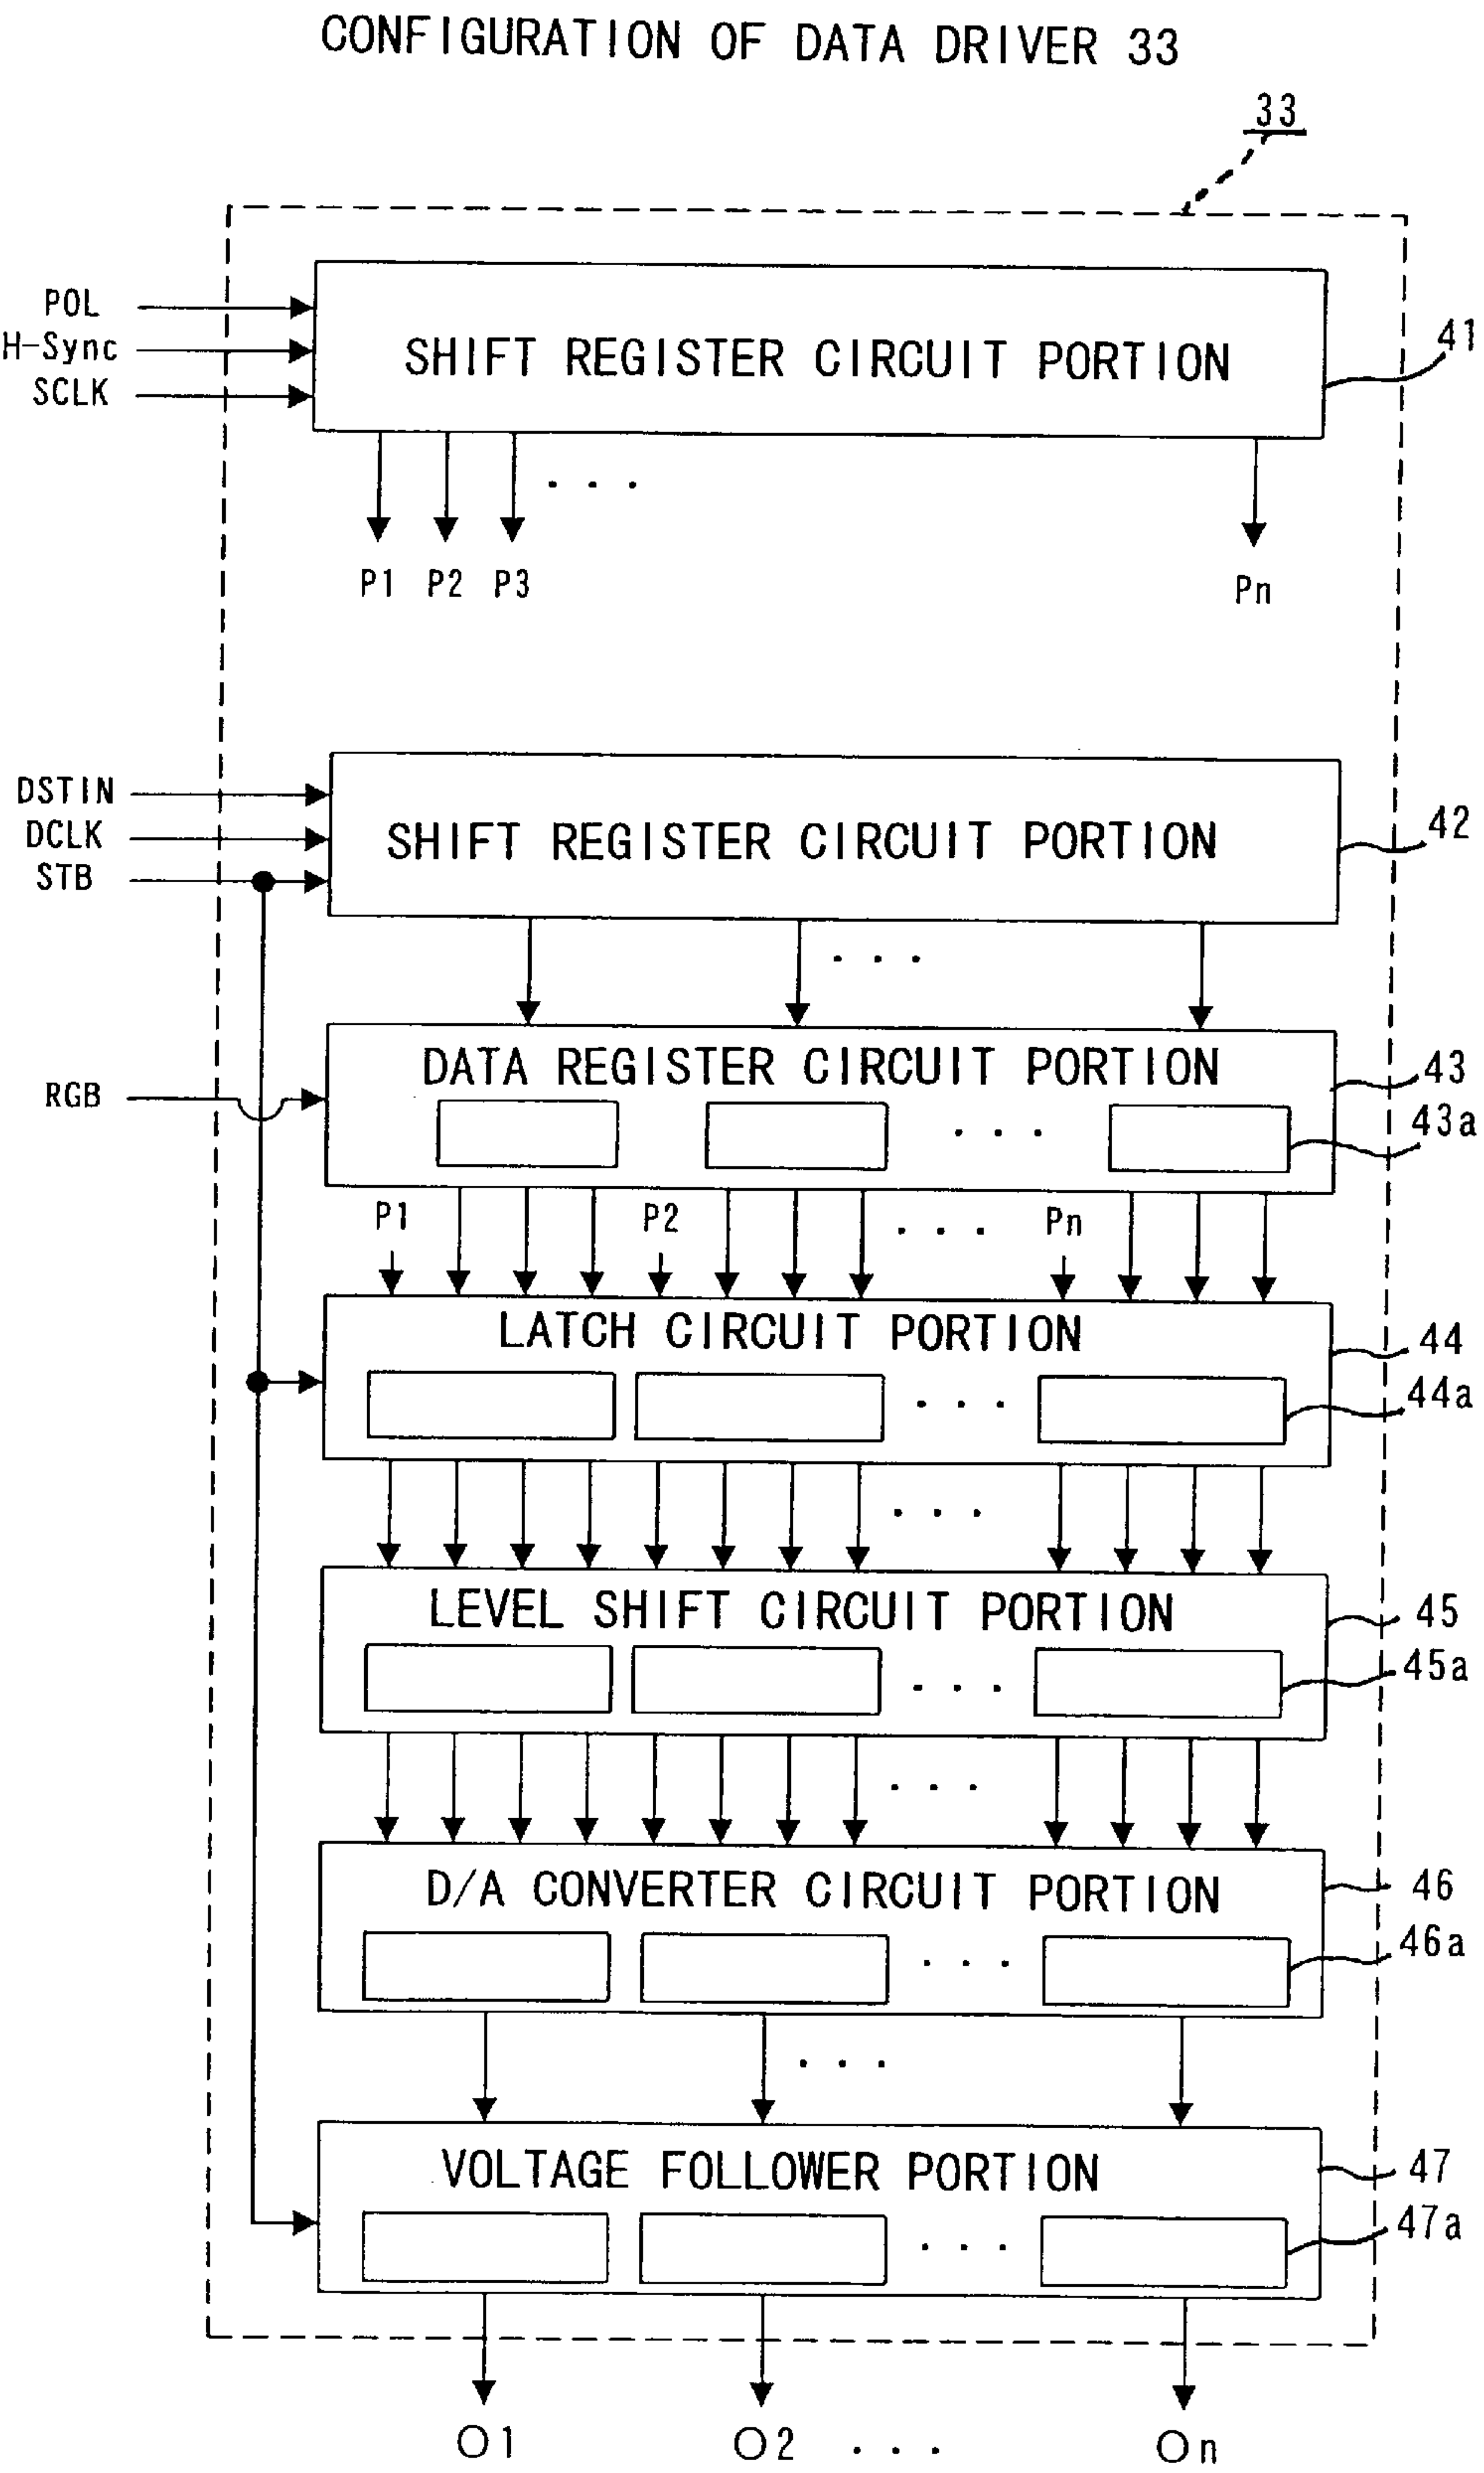 CONFIGURATION OF DATA DRIVER 33
33
POL
H-Sync
SCLK
SHIFT REGISTER CIRCUIT PORTION
41
. . .
P1 P2 P3
Pn
DSTIN
DCLK
STB
SHIFT REGISTER CIRCUIT PORTION
42
. . .
DATA REGISTER CIRCUIT PORTION
43
RGB
. . .
43a
P1 P2 . . . Pn
LATCH CIRCUIT PORTION
44
. . .
44a
. . .
LEVEL SHIFT CIRCUIT PORTION
45
. . .
45a
. . .
D/A CONVERTER CIRCUIT PORTION
46
. . .
46a
. . .
VOLTAGE FOLLOWER PORTION
47
. . .
47a
O1 O2 . . . On